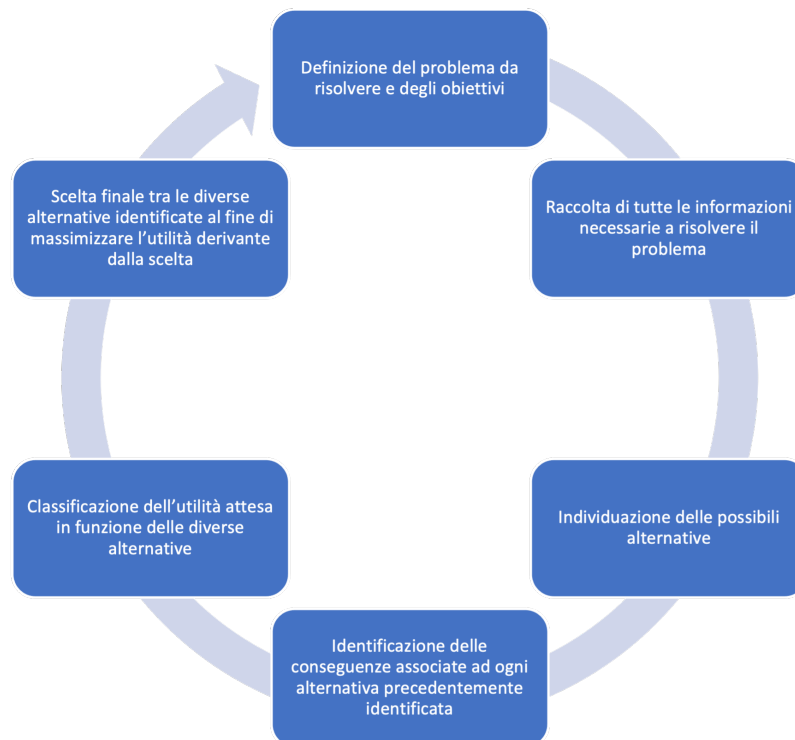 Definizione del problema da
risolvere e degli obiettivi
Raccolta di tutte le informazioni
necessarie a risolvere il
problema
Individuazione delle possibili
alternative
Identificazione delle
conseguenze associate ad ogni
alternativa precedentemente
identificata
Classificazione dell’utilità attesa
in funzione delle diverse
alternative
Scelta finale tra le diverse
alternative identificate al fine di
massimizzare l’utilità derivante
dalla scelta